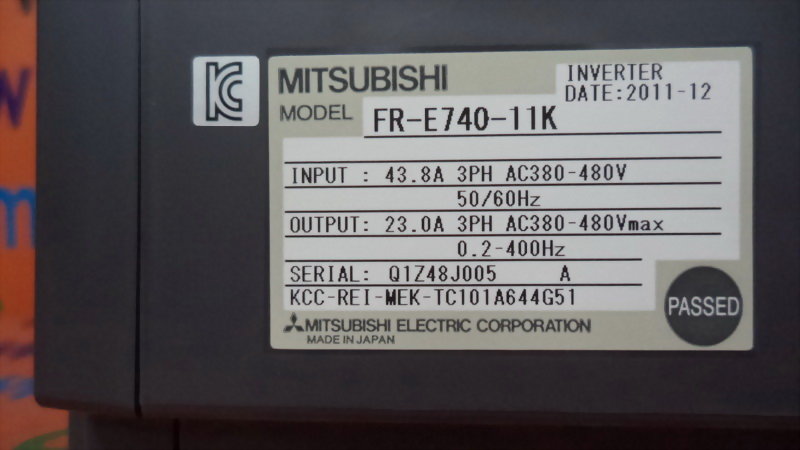 KC
MITSUBISHI
INVERTER
DATE:2011-12
MODEL FR-E740-11K
INPUT : 43.8A 3PH AC380-480V
50/60Hz
OUTPUT: 23.0A 3PH AC380-480Vmax
0.2-400Hz
SERIAL: Q1Z48J005 A
KCC-REI-MEK-TC101A644G51
PASSED
MITSUBISHI ELECTRIC CORPORATION
MADE IN JAPAN